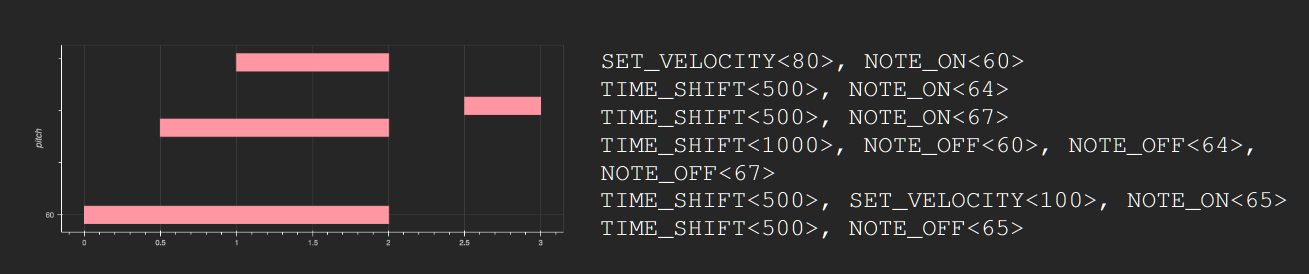 pitch
60
0 0.5 1 1.5 2 2.5 3
SET_VELOCITY<80>, NOTE_ON<60>
TIME_SHIFT<500>, NOTE_ON<64>
TIME_SHIFT<500>, NOTE_ON<67>
TIME_SHIFT<1000>, NOTE_OFF<60>, NOTE_OFF<64>,
NOTE_OFF<67>
TIME_SHIFT<500>, SET_VELOCITY<100>, NOTE_ON<65>
TIME_SHIFT<500>, NOTE_OFF<65>